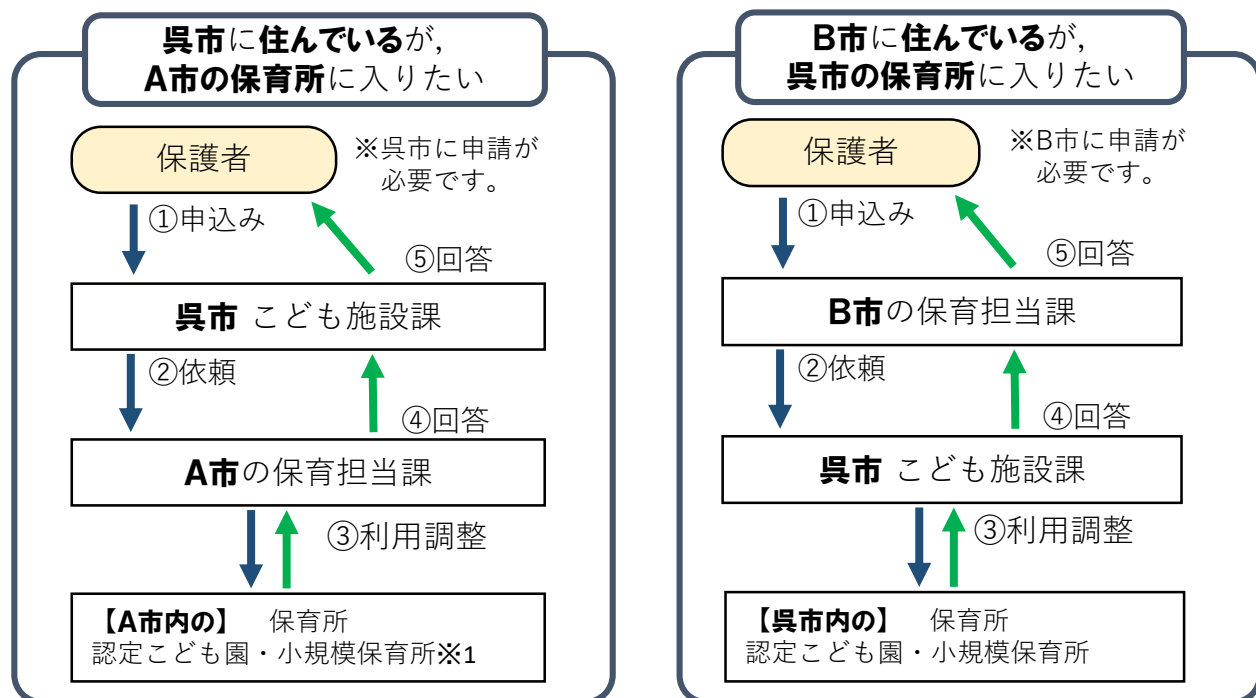 呉市に住んでいるが,
A市の保育所に入りたい
保護者
※呉市に申請が
必要です。
①申込み
⑤回答
呉市 こども施設課
②依頼
④回答
A市の保育担当課
③利用調整
【A市内の】 保育所
認定こども園・小規模保育所※1
B市に住んでいるが,
呉市の保育所に入りたい
保護者
※B市に申請が
必要です。
①申込み
⑤回答
B市の保育担当課
②依頼
④回答
呉市 こども施設課
③利用調整
【呉市内の】 保育所
認定こども園・小規模保育所